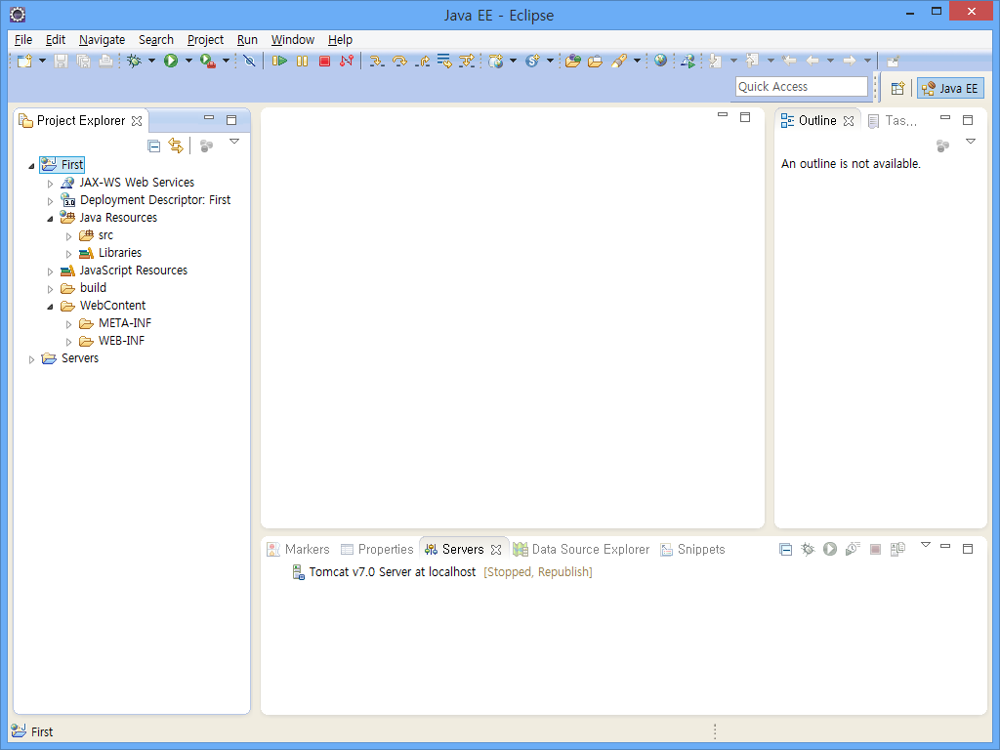 Java EE - Eclipse
File Edit Navigate Search Project Run Window Help
Quick Access
Java EE
Project Explorer
First
JAX-WS Web Services
3.0
Deployment Descriptor: First
Java Resources
src
Libraries
JavaScript Resources
build
WebContent
META-INF
WEB-INF
Servers
Outline
Tas...
An outline is not available.
Markers
Properties
Servers
Data Source Explorer
Snippets
Tomcat v7.0 Server at localhost [Stopped, Republish]
First